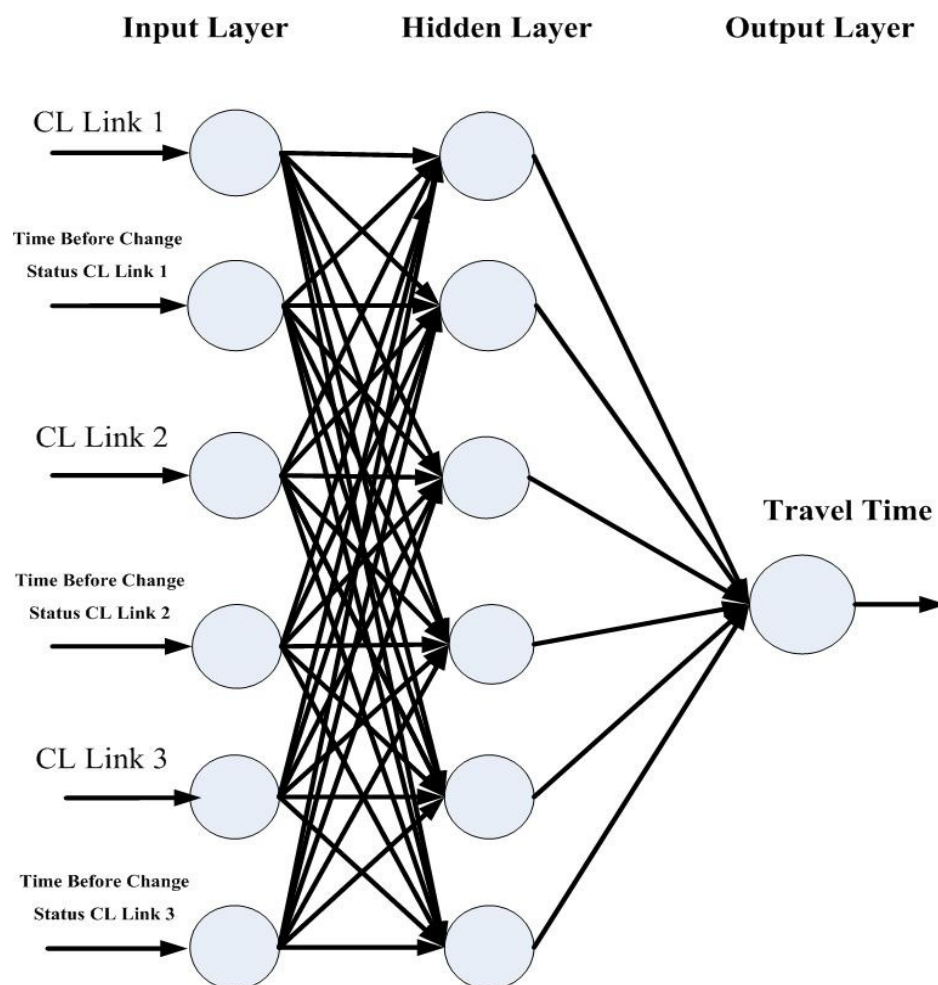 Input Layer
Hidden Layer
Output Layer
CL Link 1
Time Before Change
Status CL Link 1
CL Link 2
Travel Time
Time Before Change
Status CL Link 2
CL Link 3
Time Before Change
Status CL Link 3